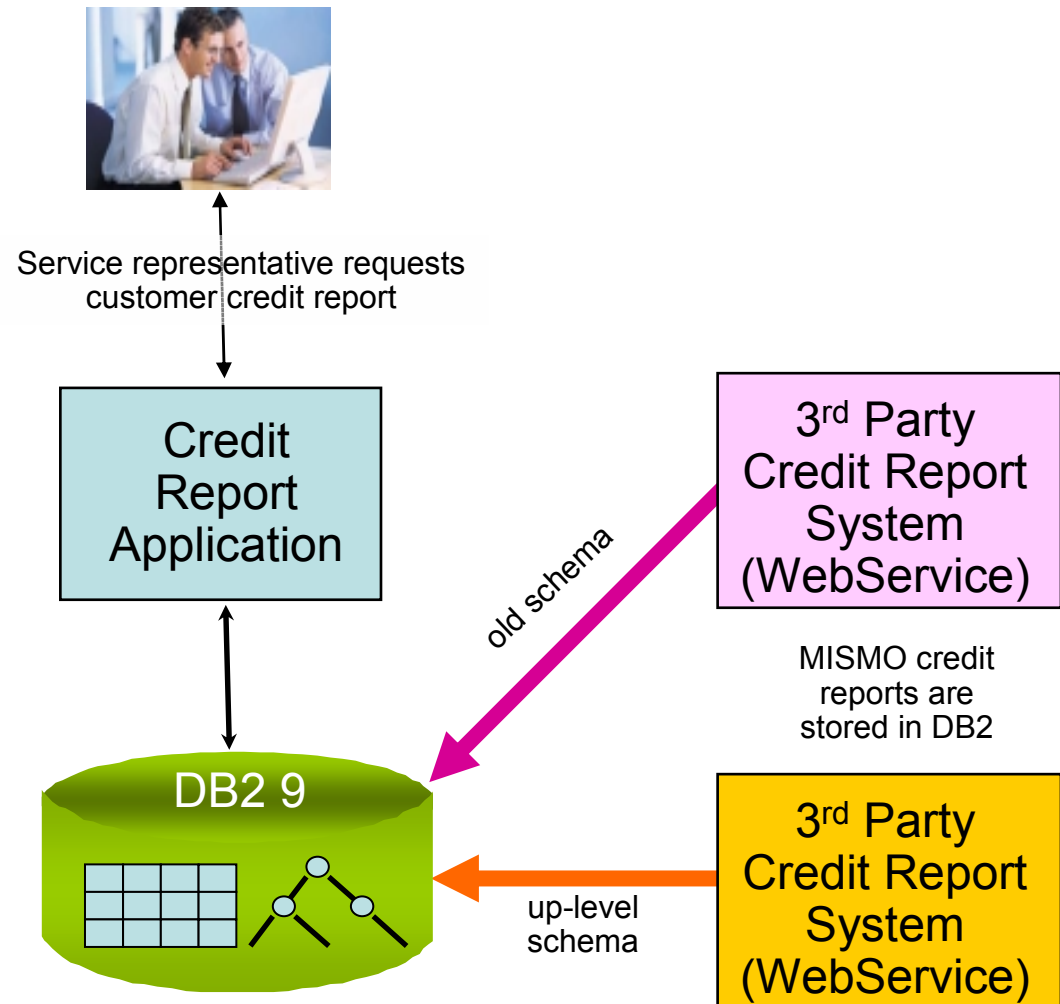 Service representative requests
customer credit report
Credit
Report
Application
3rd Party
Credit Report
System
(WebService)
old schema
MISMO credit
reports are
stored in DB2
DB2 9
up-level
schema
3rd Party
Credit Report
System
(WebService)